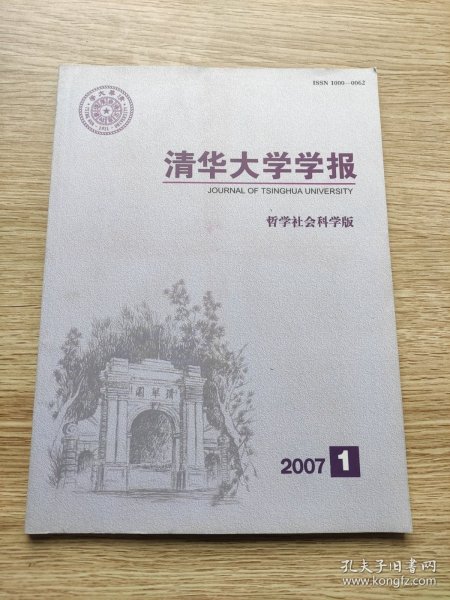 ISSN 1000—0062
清华大学学报
JOURNAL OF TSINGHUA UNIVERSITY
哲学社会科学版
園華清
2007 1
孔夫子旧书网
www.kongfz.com